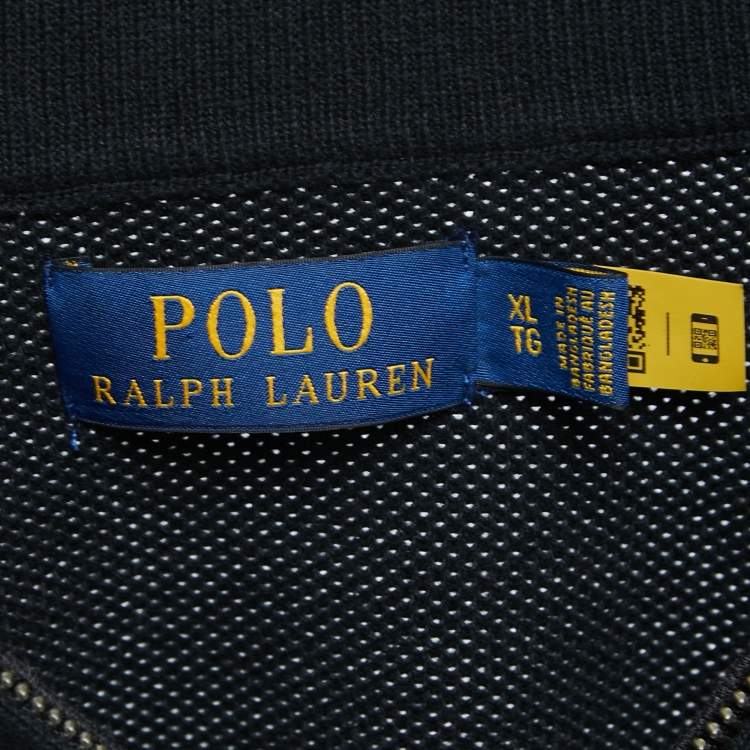 POLO
RALPH LAUREN
XL
TG
MADE IN
BANGLADESH
FABRIQUÉ AU
BANGLADESH